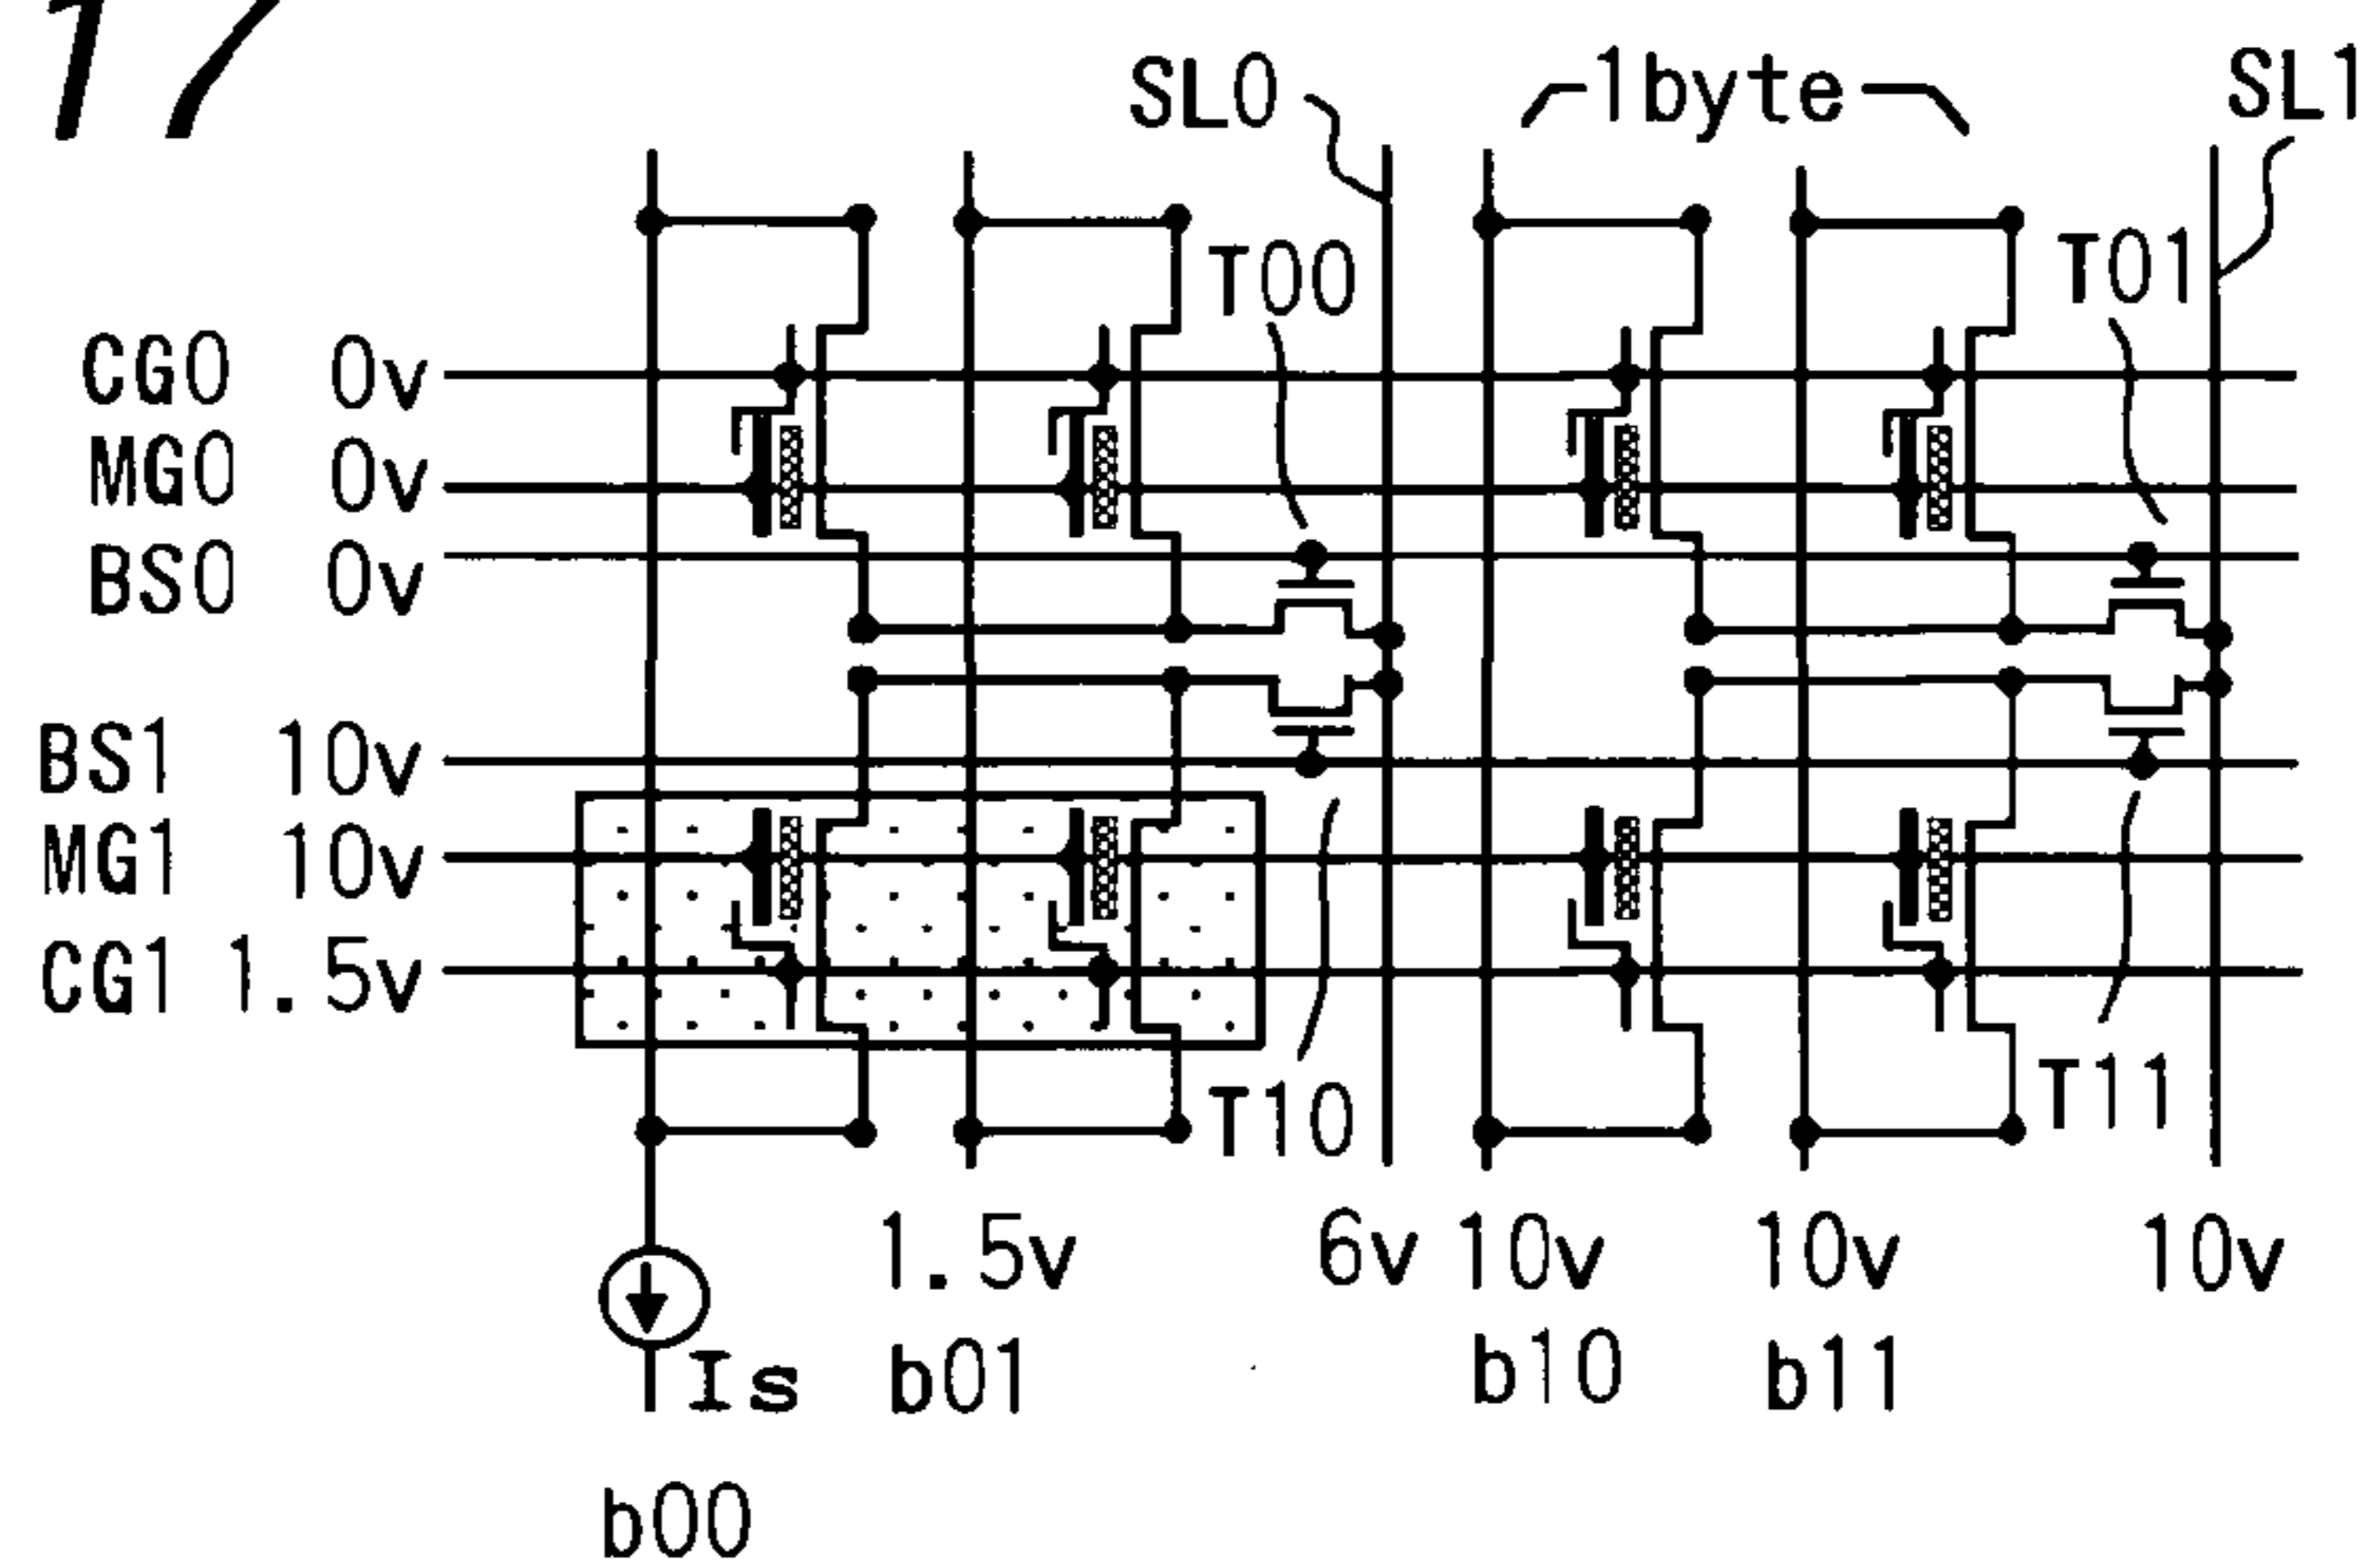 17
SL0 1byte SL1
T00 T01
CG0 0v
MG0 0v
BS0 0v
BS1 10v
MG1 10v
CG1 1.5v
T10 T11
1.5v 6v 10v 10v 10v
Is b01 b10 b11
b00